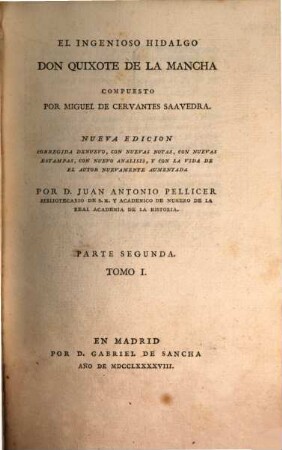 EL INGENIOSO HIDALGO
DON QUIXOTE DE LA MANCHA
COMPUESTO
POR MIGUEL DE CERVANTES SAAVEDRA.
NUEVA EDICION
CORREGIDA DENUEVO, CON NUEVAS NOTAS, CON NUEVAS
ESTAMPAS, CON NUEVO ANALISIS, Y CON LA VIDA DE
EL AUTOR NUEVAMENTE AUMENTADA
POR D. JUAN ANTONIO PELLICER
BIBLIOTECARIO DE S. M. Y ACADEMICO DE NUMERO DE LA
REAL ACADEMIA DE LA HISTORIA.
PARTE SEGUNDA.
TOMO I.
EN MADRID
POR D. GABRIEL DE SANCHA
AÑO DE MDCCLXXXXVIII.